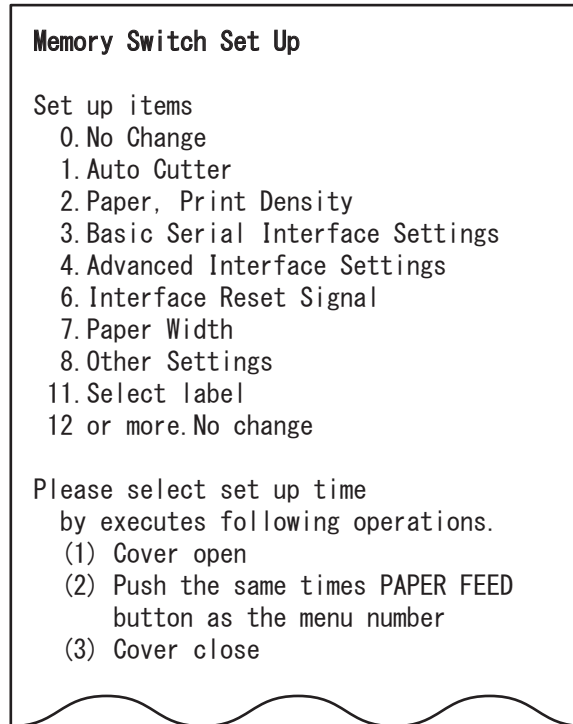 Memory Switch Set Up
Set up items
0.No Change
1.Auto Cutter
2.Paper, Print Density
3.Basic Serial Interface Settings
4.Advanced Interface Settings
6.Interface Reset Signal
7.Paper Width
8.Other Settings
11.Select label
12 or more.No change
Please select set up time
by executes following operations.
(1) Cover open
(2) Push the same times PAPER FEED
button as the menu number
(3) Cover close